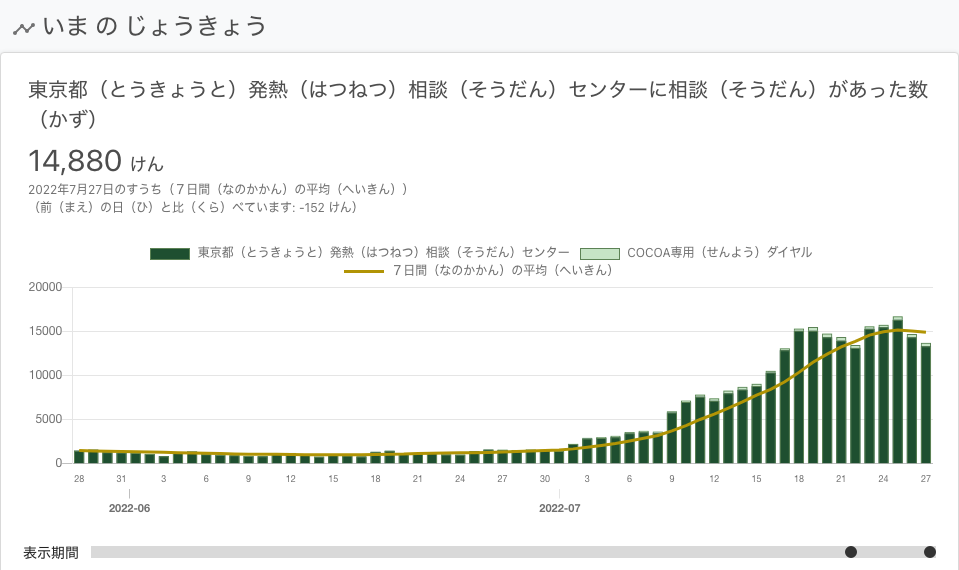 いま の じょうきょう
東京都（とうきょうと）発熱（はつねつ）相談（そうだん）センターに相談（そうだん）があった数
（かず）
14,880 けん
2022年7月27日のすうち（７日間（なのかかん）の平均（へいきん））
（前（まえ）の日（ひ）と比（くら）べています: -152 けん）
東京都（とうきょうと）発熱（はつねつ）相談（そうだん）センター COCOA専用（せんよう）ダイヤル
７日間（なのかかん）の平均（へいきん）
20000
15000
10000
5000
0
28 31 3 6 9 12 15 18 21 24 27 30 3 6 9 12 15 18 21 24 27
2022-06 2022-07
表示期間